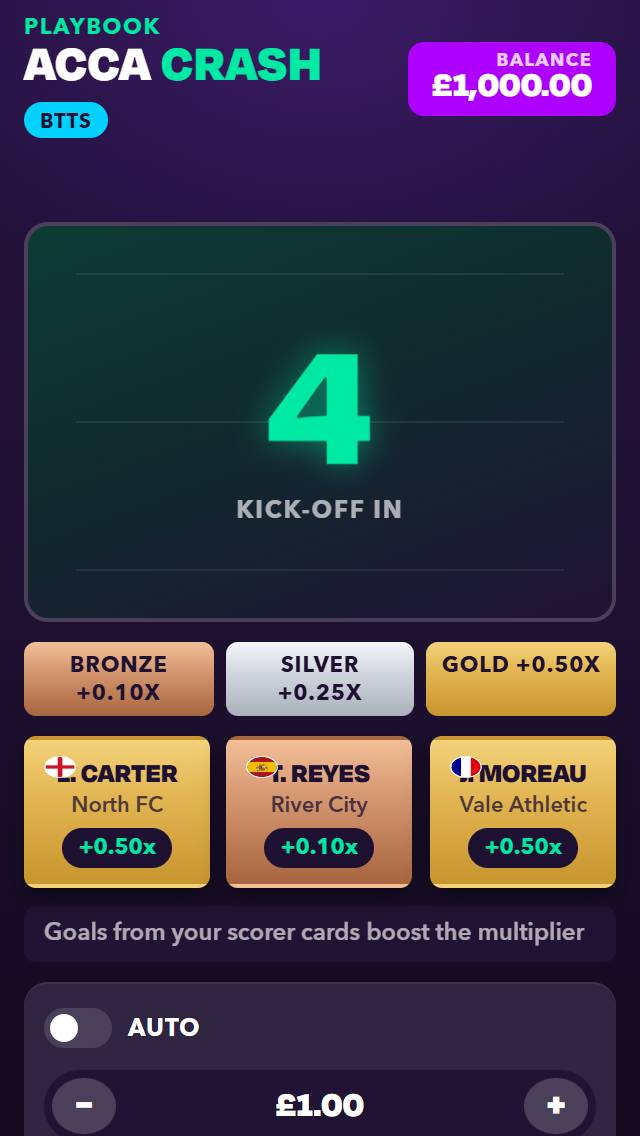 PLAYBOOK
ACCA CRASH
BALANCE
£1,000.00
BTTS
4
KICK-OFF IN
BRONZE
+0.10X
SILVER
+0.25X
GOLD +0.50X
CARTER
North FC
+0.50x
REYES
River City
+0.10x
MOREAU
Vale Athletic
+0.50x
Goals from your scorer cards boost the multiplier
AUTO
− £1.00 +